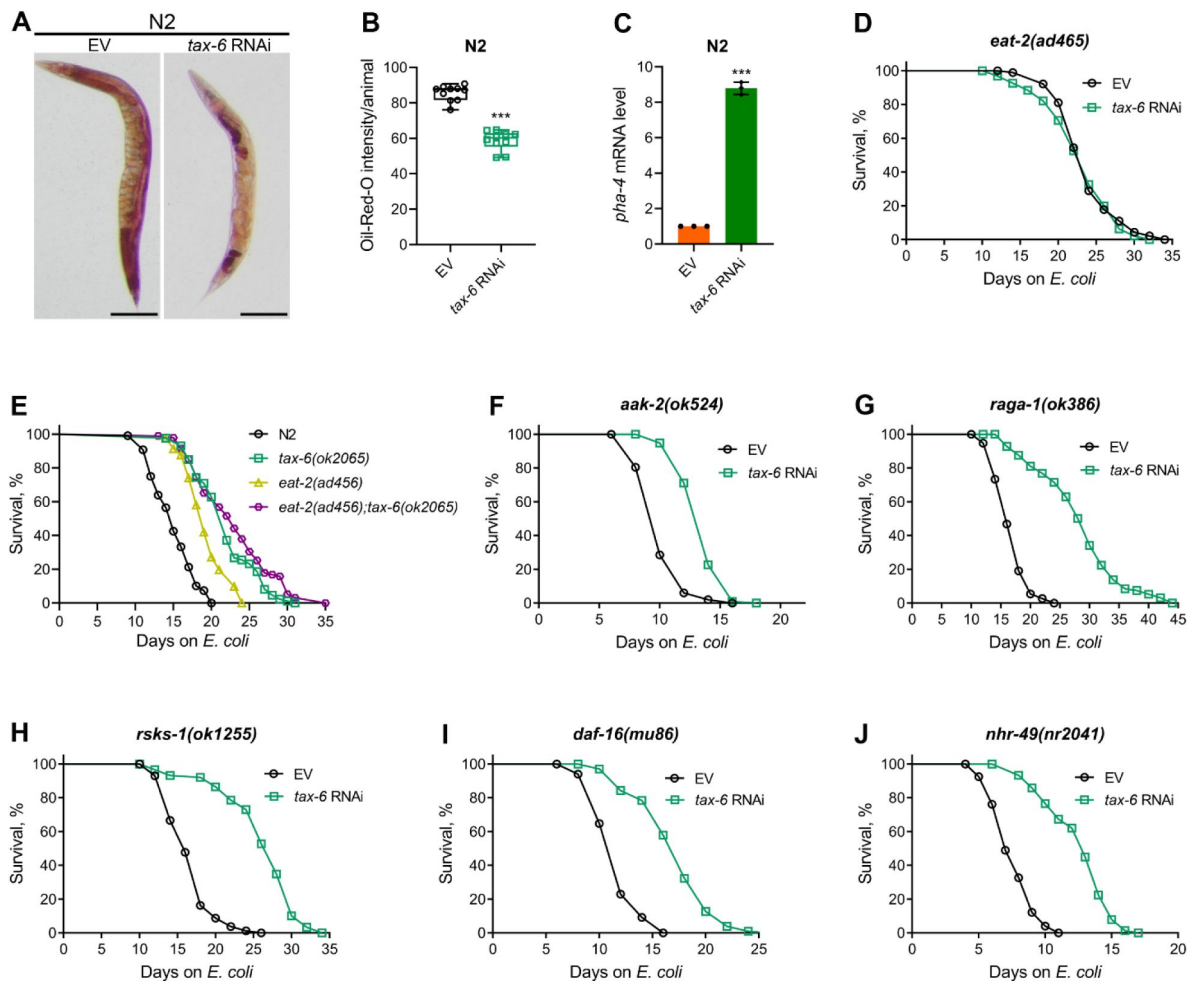 A
N2
EV
tax-6 RNAi
B
N2
Oil-Red-O intensity/animal
100
80
60
40
20
0
***
EV
tax-6 RNAi
C
N2
pha-4 mRNA level
10
8
6
4
2
0
***
EV
tax-6 RNAi
D
eat-2(ad465)
Survival, %
100
80
60
40
20
0
EV
tax-6 RNAi
0 5 10 15 20 25 30 35
Days on E. coli
E
Survival, %
100
80
60
40
20
0
N2
tax-6(ok2065)
eat-2(ad456)
eat-2(ad456);tax-6(ok2065)
0 5 10 15 20 25 30 35
Days on E. coli
F
aak-2(ok524)
Survival, %
100
80
60
40
20
0
EV
tax-6 RNAi
0 5 10 15 20
Days on E. coli
G
raga-1(ok386)
Survival, %
100
80
60
40
20
0
EV
tax-6 RNAi
0 5 10 15 20 25 30 35 40 45
Days on E. coli
H
rsks-1(ok1255)
Survival, %
100
80
60
40
20
0
EV
tax-6 RNAi
0 5 10 15 20 25 30 35
Days on E. coli
I
daf-16(mu86)
Survival, %
100
80
60
40
20
0
EV
tax-6 RNAi
0 5 10 15 20 25
Days on E. coli
J
nhr-49(nr2041)
Survival, %
100
80
60
40
20
0
EV
tax-6 RNAi
0 5 10 15 20
Days on E. coli